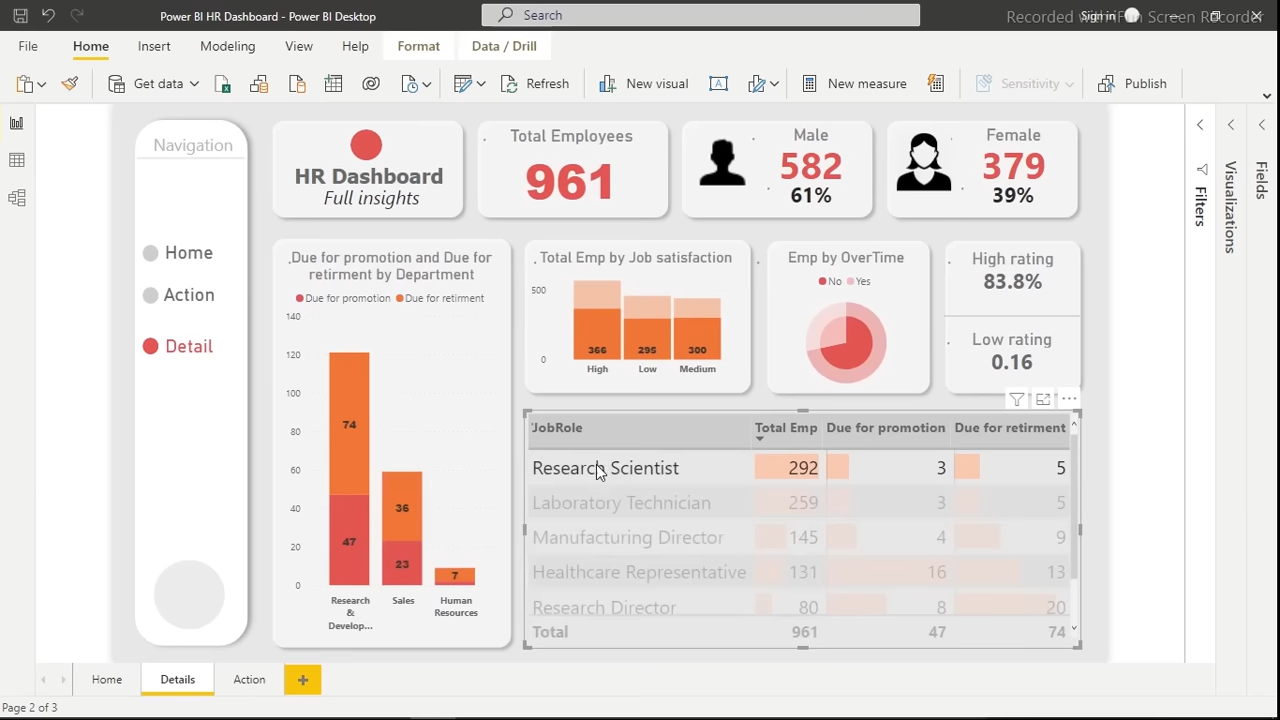 Power BI HR Dashboard - Power BI Desktop
Search
Sign in
File
Home
Insert
Modeling
View
Help
Format
Data / Drill
Get data
Refresh
New visual
New measure
Sensitivity
Publish
Navigation
Home
Action
Detail
HR Dashboard
Full insights
Total Employees
961
Male
582
61%
Female
379
39%
Due for promotion and Due for
retirment by Department
Due for promotion Due for retirment
140
120
100
80
60
40
20
0
74
47
36
23
7
Research
&
Develop...
Sales
Human
Resources
Total Emp by Job satisfaction
500
0
366 295 300
High Low Medium
Emp by OverTime
No Yes
High rating
83.8%
Low rating
0.16
JobRole Total Emp Due for promotion Due for retirment
Research Scientist 292 3 5
Laboratory Technician 259 3 5
Manufacturing Director 145 4 9
Healthcare Representative 131 16 13
Research Director 80 8 20
Total 961 47 74
Filters
Visualizations
Fields
Home
Details
Action
Page 2 of 3